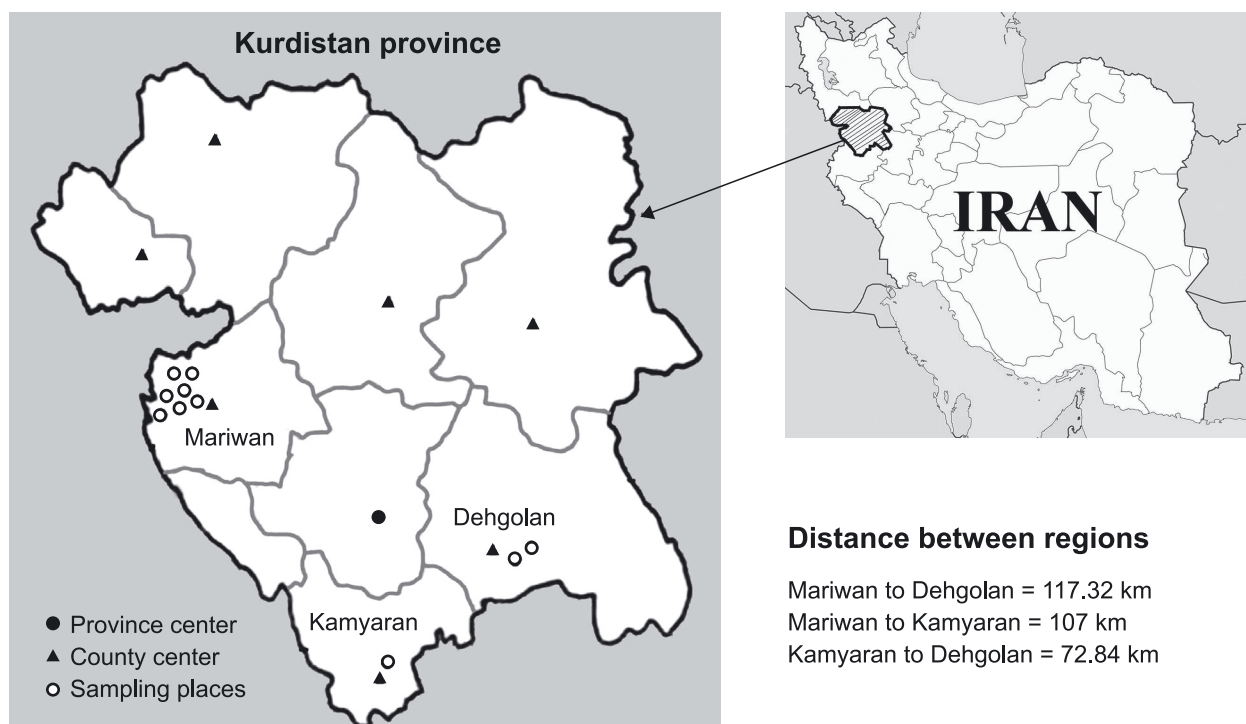 Kurdistan province
IRAN
Mariwan
Dehgolan
Kamyaran
Province center
County center
Sampling places
Distance between regions
Mariwan to Dehgolan = 117.32 km
Mariwan to Kamyaran = 107 km
Kamyaran to Dehgolan = 72.84 km